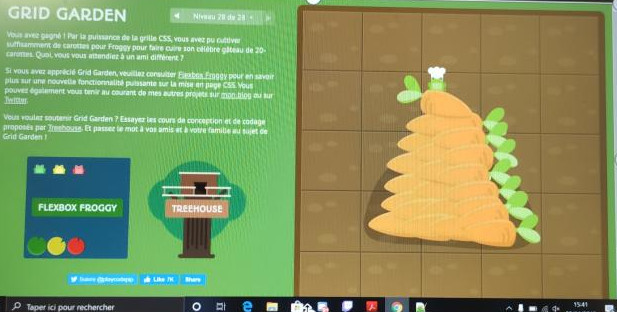 GRID GARDEN
Niveau 28 de 28
Vous avez gagné ! Par la puissance de la grille CSS, vous avez pu cultiver
suffisamment de carottes pour Froggy pour faire cuire son célèbre gâteau de 20-
carottes. Quoi, vous vous attendiez à un ami différent ?
Si vous avez apprécié Grid Garden, veuillez consulter Flexbox Froggy pour en savoir
plus sur une nouvelle fonctionnalité puissante sur la mise en page CSS. Vous
pouvez également vous tenir au courant de mes autres projets sur mon blog ou sur
Twitter.
Vous voulez soutenir Grid Garden ? Essayez les cours de conception et de codage
proposés par Treehouse. Et passez le mot à vos amis et à votre famille au sujet de
Grid Garden !
FLEXBOX FROGGY
TREEHOUSE
Like 7K
Share
Taper ici pour rechercher
15:41